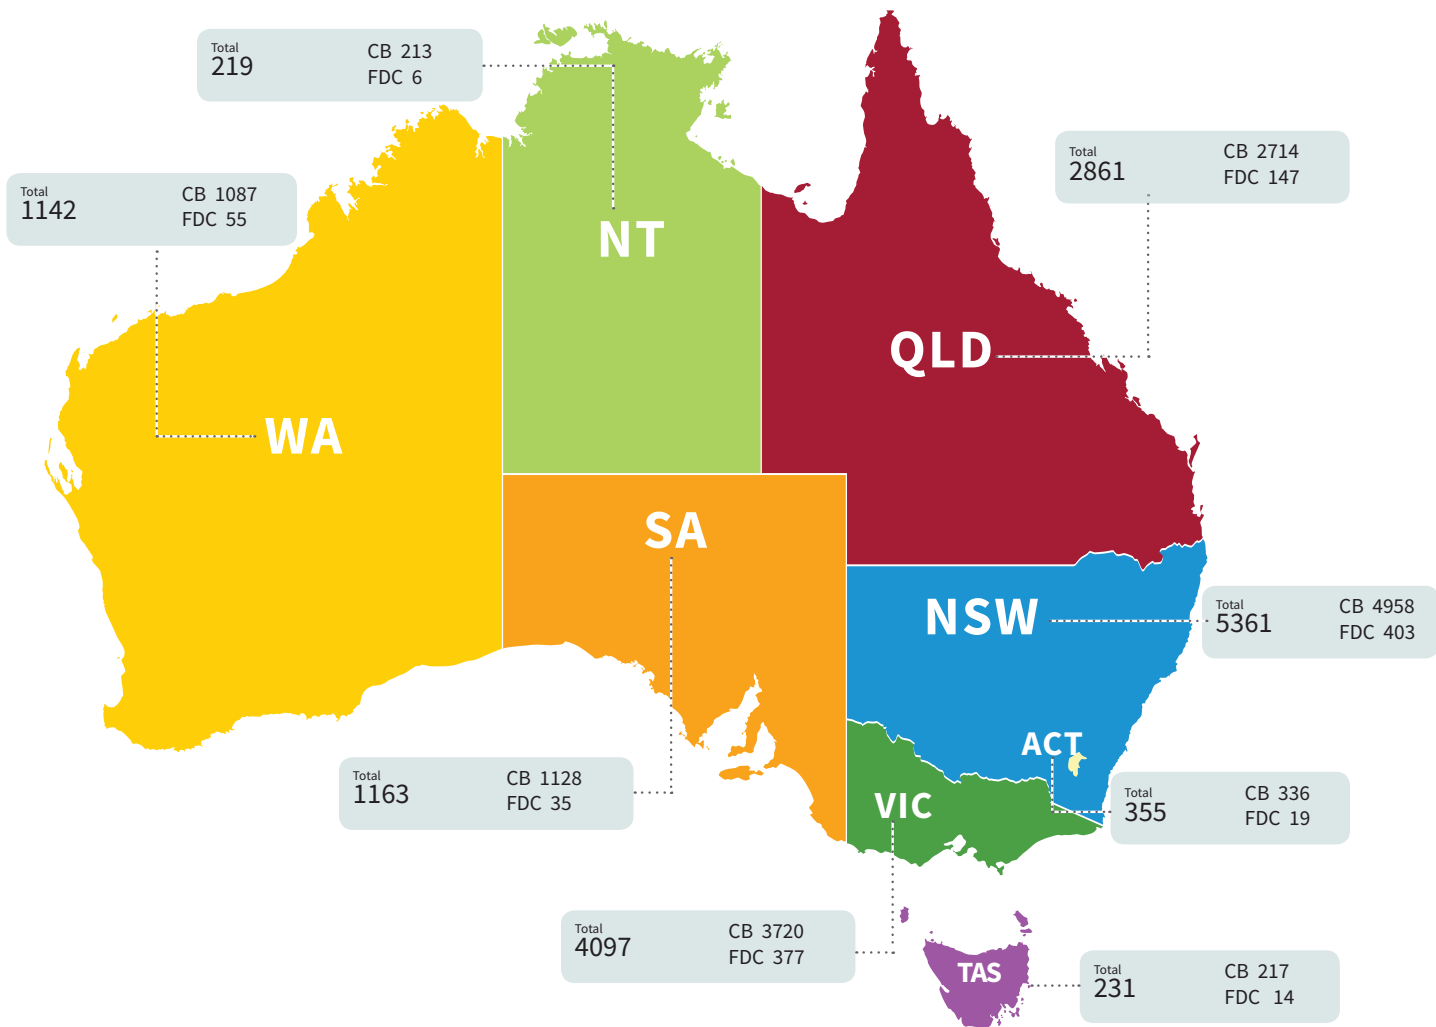 Total
219
CB 213
FDC 6
Total
2861
CB 2714
FDC 147
Total
1142
CB 1087
FDC 55
NT
QLD
WA
SA
NSW
Total
5361
CB 4958
FDC 403
ACT
Total
1163
CB 1128
FDC 35
VIC
Total
355
CB 336
FDC 19
Total
4097
CB 3720
FDC 377
TAS
Total
231
CB 217
FDC 14